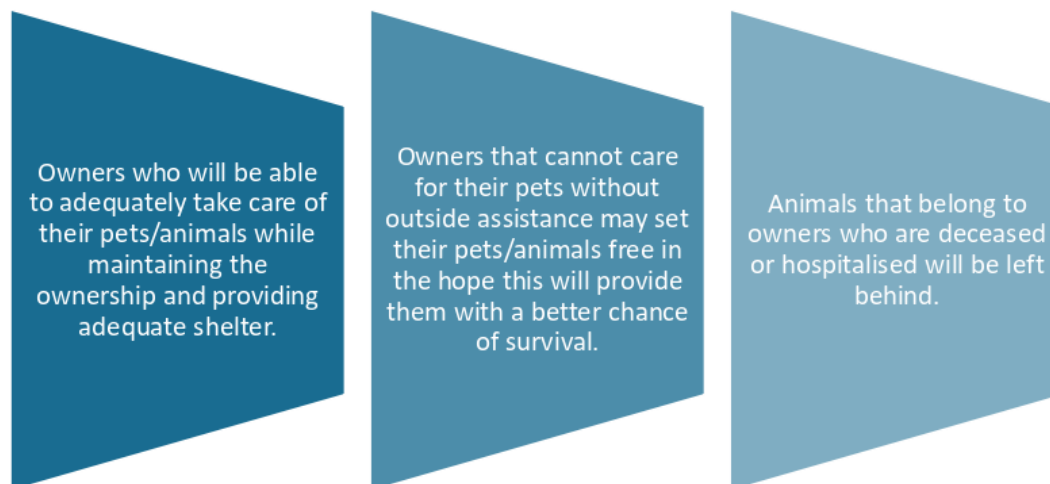 Owners who will be able
to adequately take care of
their pets/animals while
maintaining the
ownership and providing
adequate shelter.
Owners that cannot care
for their pets without
outside assistance may set
their pets/animals free in
the hope this will provide
them with a better chance
of survival.
Animals that belong to
owners who are deceased
or hospitalised will be left
behind.